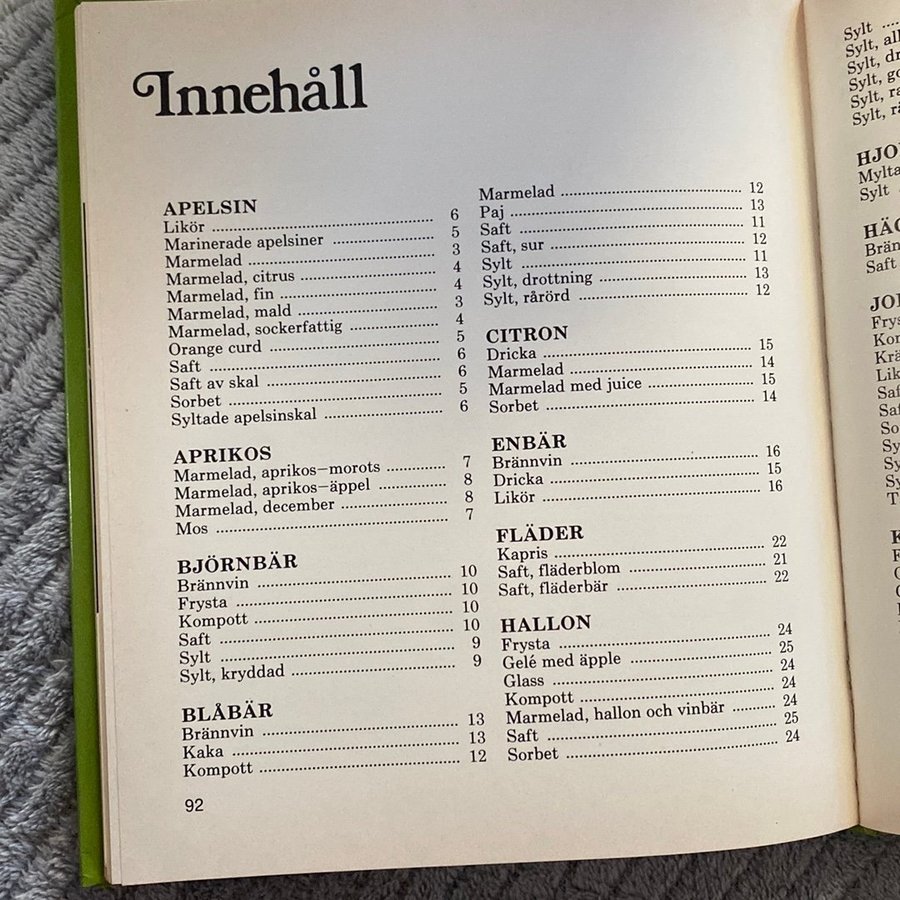 Innehåll
APELSIN
Likör 6
Marinerade apelsiner 5
Marmelad 3
Marmelad, citrus 4
Marmelad, fin 4
Marmelad, mald 3
Marmelad, sockerfattig 4
Orange curd 5
Saft 6
Saft av skal 6
Sorbet 5
Syltade apelsinskal 6
APRIKOS
Marmelad, aprikos–morots 7
Marmelad, aprikos–äppel 8
Marmelad, december 8
Mos 7
BJÖRNBÄR
Brännvin 10
Frysta 10
Kompott 10
Saft 10
Sylt 9
Sylt, kryddad 9
BLÅBÄR
Brännvin 13
Kaka 13
Kompott 12
92
Marmelad 12
Paj 13
Saft 11
Saft, sur 12
Sylt 11
Sylt, drottning 13
Sylt, rårörd 12
CITRON
Dricka 15
Marmelad 14
Marmelad med juice 15
Sorbet 14
ENBÄR
Brännvin 16
Dricka 15
Likör 16
FLÄDER
Kapris 22
Saft, fläderblom 21
Saft, fläderbär 22
HALLON
Frysta 24
Gelé med äpple 25
Glass 24
Kompott 24
Marmelad, hallon och vinbär 24
Saft 25
Sorbet 24
Sylt
Sylt,
Sylt,
Sylt,
Sylt,
Sylt,
Sylt
Saft